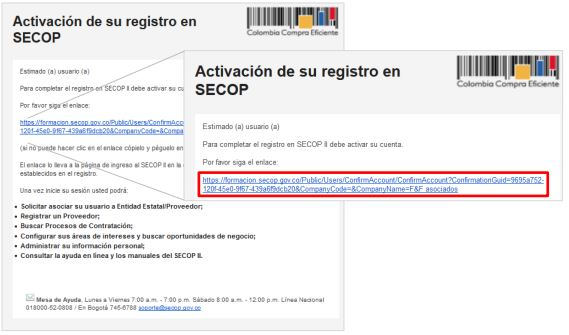 Activación de su registro en
SECOP
Colombia Compra Eficiente
Estimado (a) usuario (a)
Para completar el registro en SECOP II debe activar su cu
Por favor siga el enlace:
https://formacion.secop.gov.co/Public/Users/ConfirmAcc
120f-45e0-9f67-439a6f9dcb20&CompanyCode=&Compa
(si no puede hacer clic en el enlace cópielo y péguelo en
El enlace lo lleva a la página de ingreso al SECOP II en la
establecidos en el registro.
Una vez inicie su sesión usted podrá:
• Solicitar asociar su usuario a Entidad Estatal/Proveedor;
• Registrar un Proveedor;
• Buscar Procesos de Contratación;
• Configurar sus áreas de intereses y buscar oportunidades de negocio;
• Administrar su información personal;
• Consultar la ayuda en línea y los manuales del SECOP II.
Mesa de Ayuda, Lunes a Viernes 7:00 a.m. - 7:00 p.m. Sábado 8:00 a.m. - 12:00 p.m. Línea Nacional
018000-52-0808 / En Bogotá 745-6788 soporte@secop.gov.co
Activación de su registro en
SECOP
Colombia Compra Eficiente
Estimado (a) usuario (a)
Para completar el registro en SECOP II debe activar su cuenta.
Por favor siga el enlace:
https://formacion.secop.gov.co/Public/Users/ConfirmAccount/ConfirmAccount?ConfirmationGuid=9695a752-
120f-45e0-9f67-439a6f9dcb20&CompanyCode=&CompanyName=F&F asociados